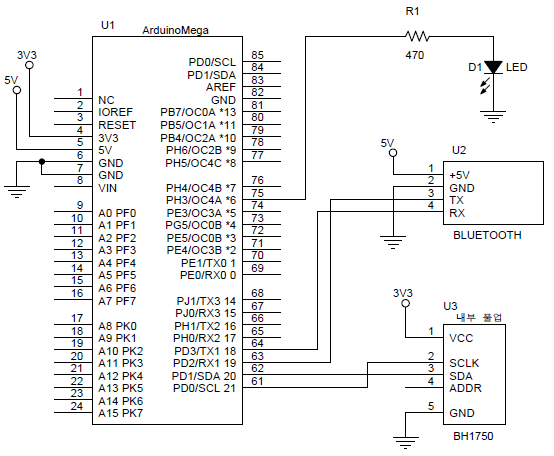 U1
ArduinoMega
3V3
5V
1 NC
2 IOREF
3 RESET
4 3V3
5 5V
6 GND
7 GND
8 VIN
9 A0 PF0
10 A1 PF1
11 A2 PF2
12 A3 PF3
13 A4 PF4
14 A5 PF5
15 A6 PF6
16 A7 PF7
17 A8 PK0
18 A9 PK1
19 A10 PK2
20 A11 PK3
21 A12 PK4
22 A13 PK5
23 A14 PK6
24 A15 PK7
PD0/SCL 85
PD1/SDA 84
AREF 83
GND 82
PB7/OC0A *13 81
PB5/OC1A *11 80
PB4/OC2A *10 79
PH6/OC2B *9 78
PH5/OC4C *8 77
PH4/OC4B *7 76
PH3/OC4A *6 75
PE3/OC3A *5 74
PG5/OC0B *4 73
PE5/OC0B *3 72
PE4/OC3B *2 71
PE1/TX0 1 70
PE0/RX0 0 69
PJ1/TX3 14 68
PJ0/RX3 15 67
PH1/TX2 16 66
PH0/RX2 17 65
PD3/TX1 18 64
PD2/RX1 19 63
PD1/SDA 20 62
PD0/SCL 21 61
R1
470
D1
LED
5V
U2
1 +5V
2 GND
3 TX
4 RX
BLUETOOTH
3V3
U3
내부 풀업
1 VCC
2 SCLK
3 SDA
4 ADDR
5 GND
BH1750